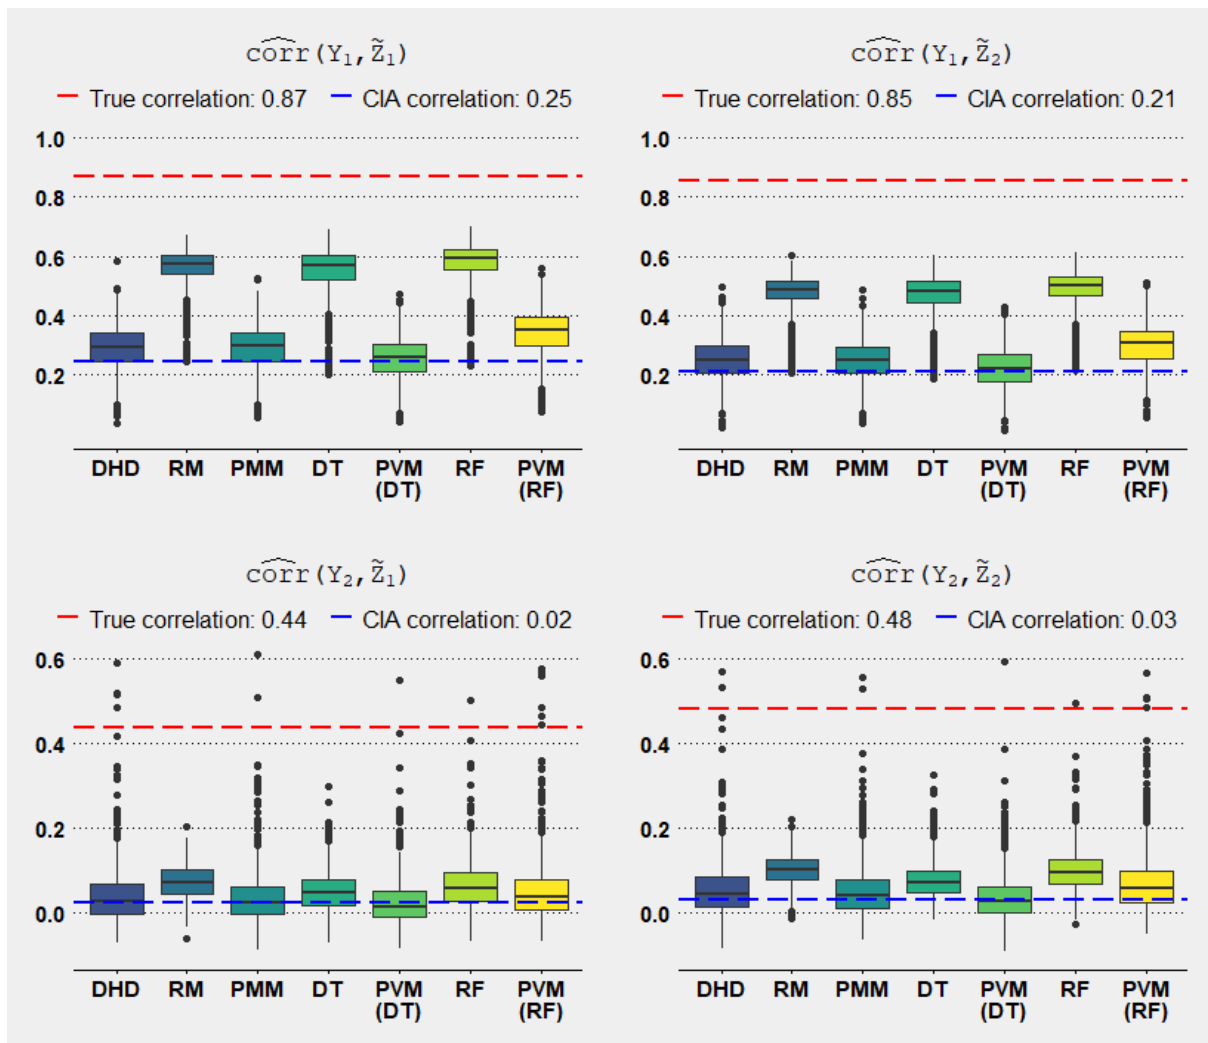 corr(Y₁, Z̃₁)
True correlation: 0.87 CIA correlation: 0.25
1.0
0.8
0.6
0.4
0.2
DHD RM PMM DT PVM RF PVM
(DT) (RF)
corr(Y₁, Z̃₂)
True correlation: 0.85 CIA correlation: 0.21
1.0
0.8
0.6
0.4
0.2
DHD RM PMM DT PVM RF PVM
(DT) (RF)
corr(Y₂, Z̃₁)
True correlation: 0.44 CIA correlation: 0.02
0.6
0.4
0.2
0.0
DHD RM PMM DT PVM RF PVM
(DT) (RF)
corr(Y₂, Z̃₂)
True correlation: 0.48 CIA correlation: 0.03
0.6
0.4
0.2
0.0
DHD RM PMM DT PVM RF PVM
(DT) (RF)